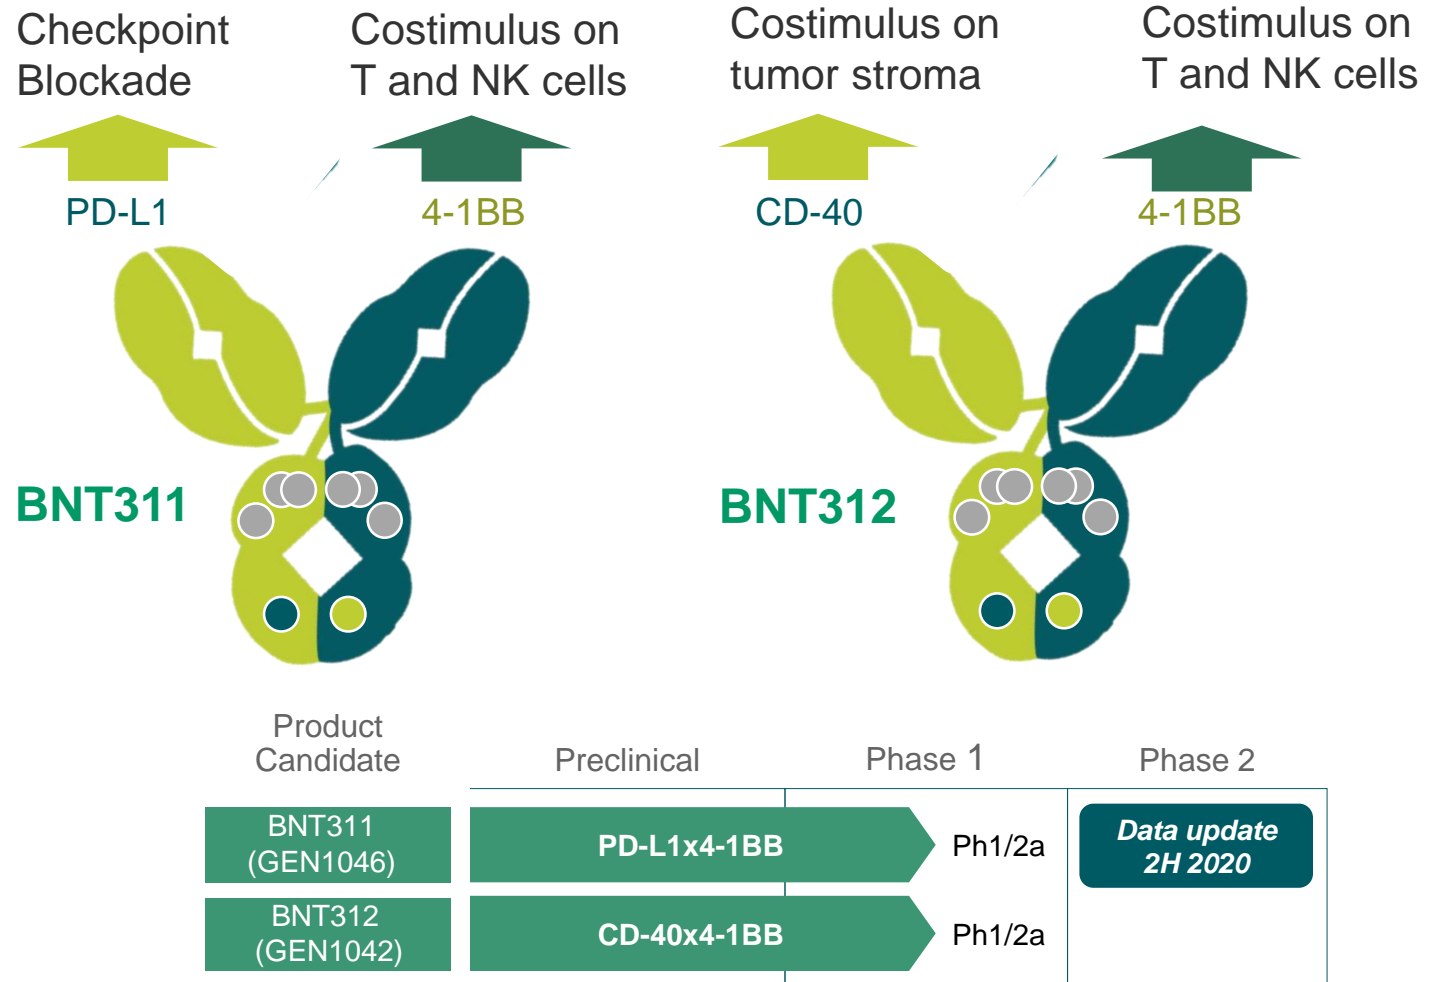 Checkpoint
Blockade
Costimulus on
T and NK cells
Costimulus on
tumor stroma
Costimulus on
T and NK cells
PD-L1
4-1BB
CD-40
4-1BB
BNT311
BNT312
Product
Candidate
Preclinical
Phase 1
Phase 2
BNT311
(GEN1046)
PD-L1x4-1BB
Ph1/2a
Data update
2H 2020
BNT312
(GEN1042)
CD-40x4-1BB
Ph1/2a